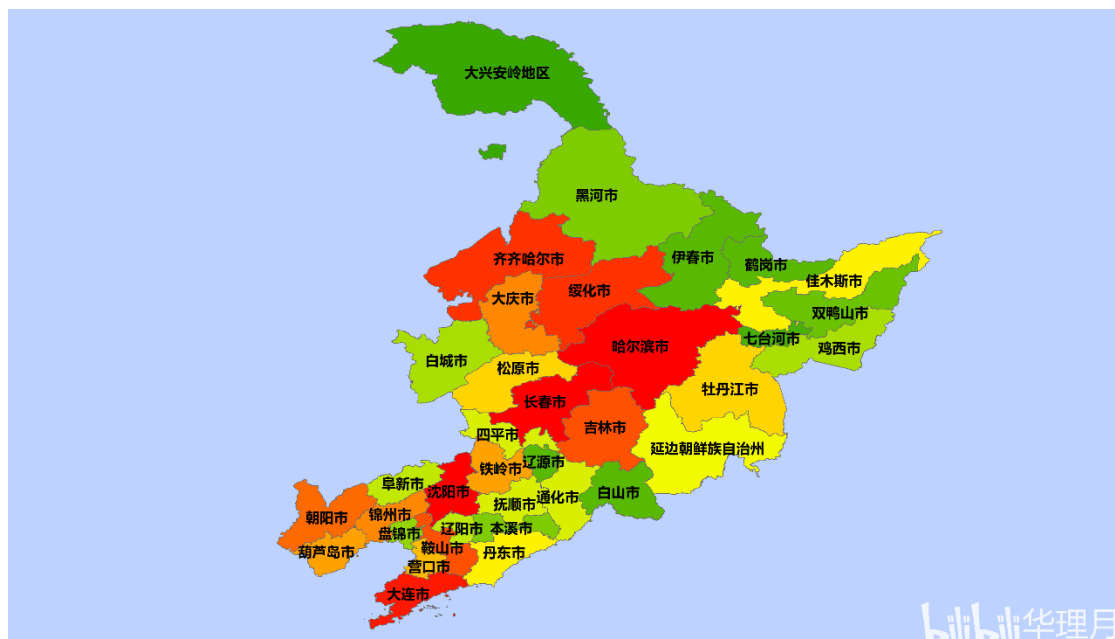 大兴安岭地区
黑河市
齐齐哈尔市
伊春市
鹤岗市
佳木斯市
大庆市
绥化市
双鸭山市
七台河市
鸡西市
哈尔滨市
白城市
松原市
牡丹江市
长春市
吉林市
四平市
延边朝鲜族自治州
辽源市
铁岭市
阜新市
沈阳市
白山市
通化市
抚顺市
朝阳市
锦州市
盘锦市
辽阳市
本溪市
葫芦岛市
鞍山市
丹东市
营口市
大连市
bilibili 华理月